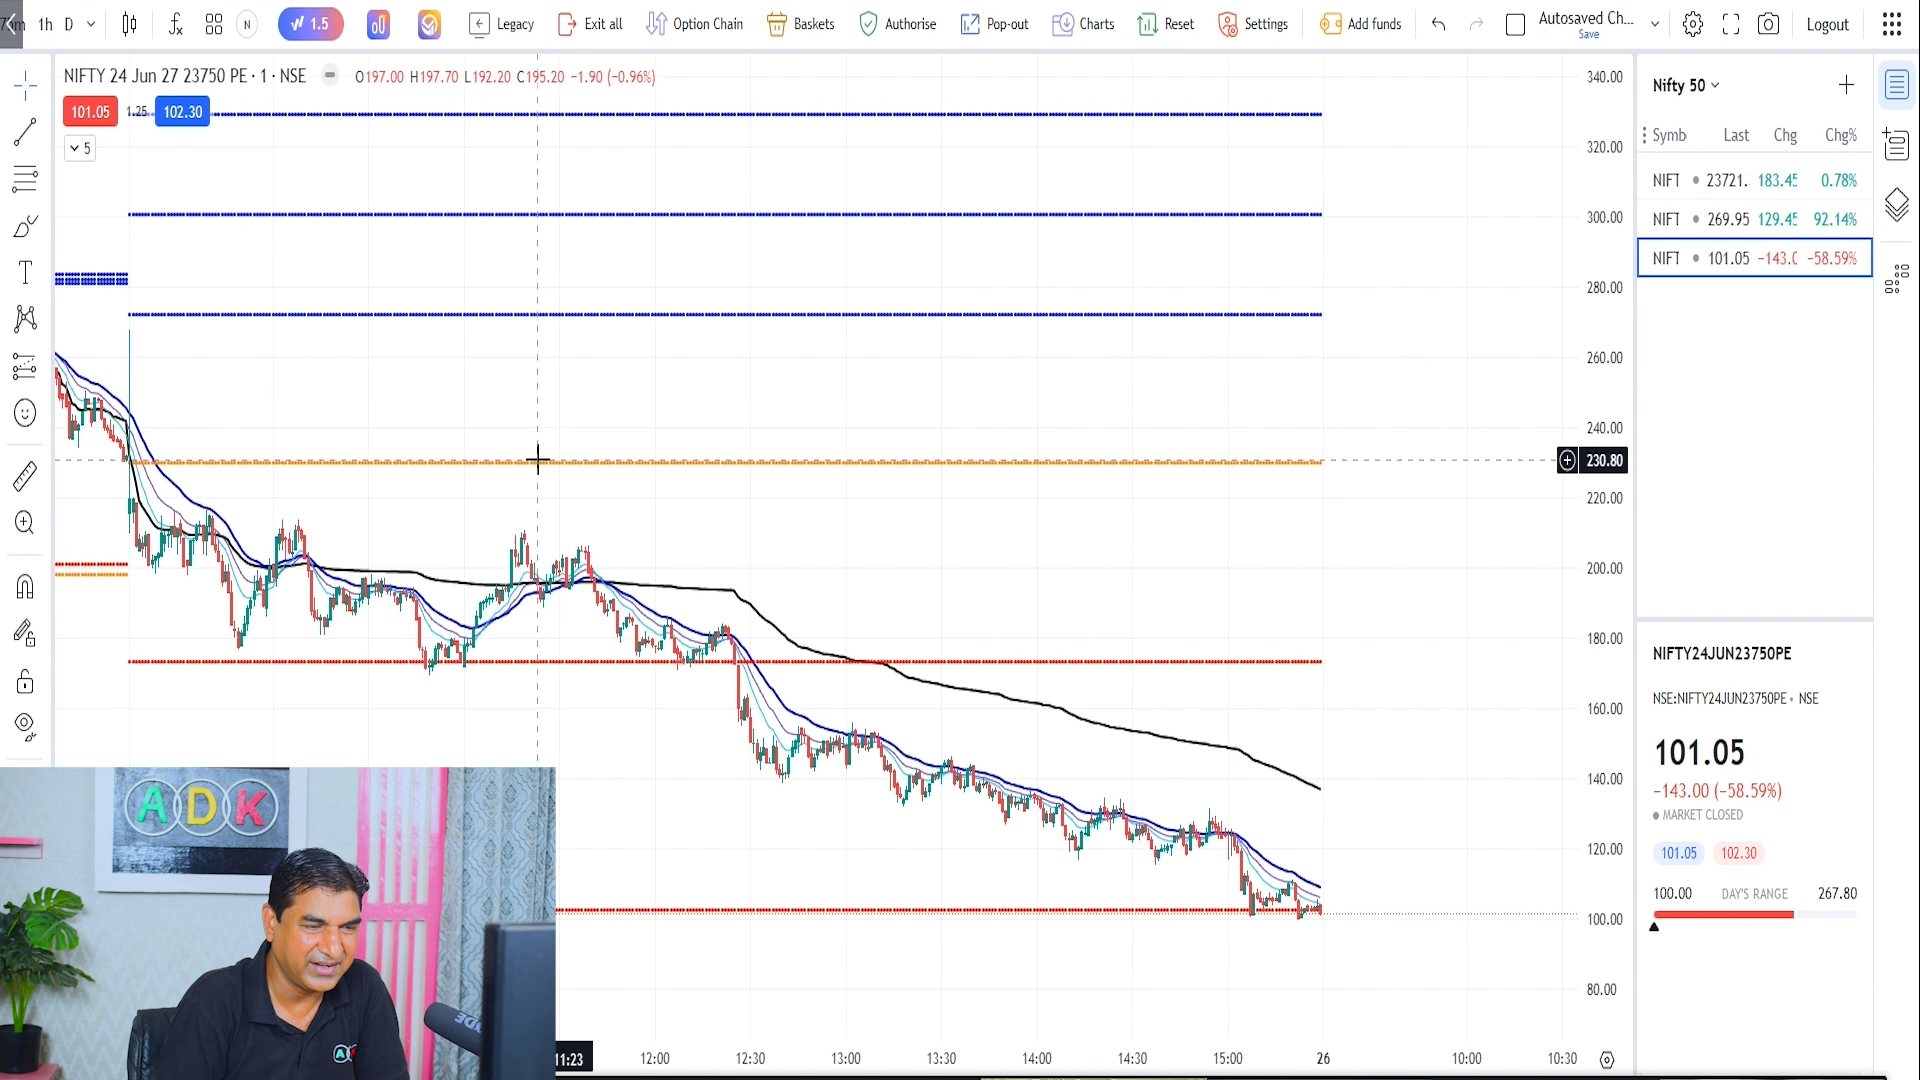 1h D
N
1.5
Legacy
Exit all
Option Chain
Baskets
Authorise
Pop-out
Charts
Reset
Settings
Add funds
Autosaved Ch...
Save
Logout
NIFTY 24 Jun 27 23750 PE · 1 · NSE
O197.00 H197.70 L192.20 C195.20 −1.90 (−0.96%)
101.05 1.25 102.30
5
340.00
320.00
300.00
280.00
260.00
240.00
230.80
220.00
200.00
180.00
160.00
140.00
120.00
100.00
80.00
11:23 12:00 12:30 13:00 13:30 14:00 14:30 15:00 26 10:00 10:30
Nifty 50
Symb Last Chg Chg%
NIFT 23721. 183.45 0.78%
NIFT 269.95 129.45 92.14%
NIFT 101.05 −143.0 −58.59%
NIFTY24JUN23750PE
NSE:NIFTY24JUN23750PE • NSE
101.05
−143.00 (−58.59%)
MARKET CLOSED
101.05 102.30
100.00 DAY'S RANGE 267.80
ADK